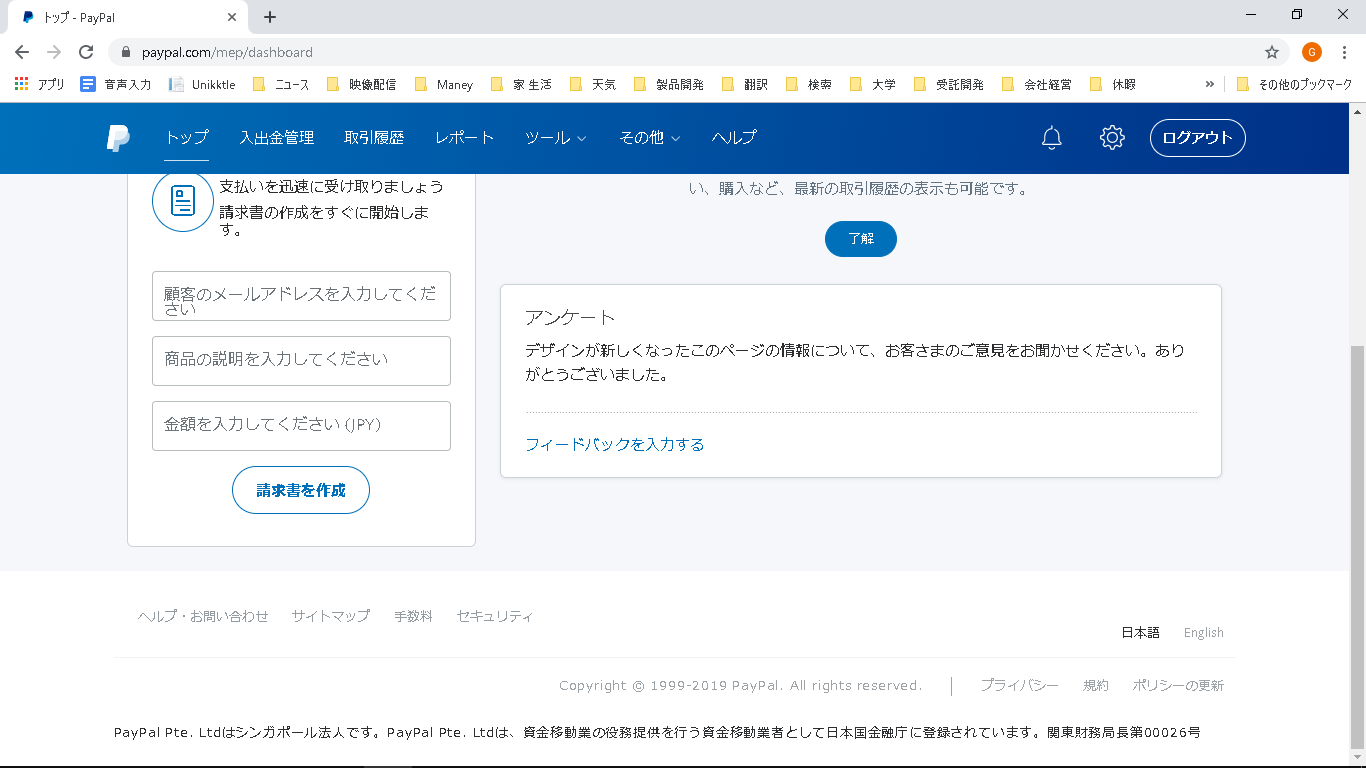 トップ - PayPal
paypal.com/mep/dashboard
G
アプリ 音声入力 Unikktle ニュース 映像配信 Maney 家 生活 天気 製品開発 翻訳 検索 大学 受託開発 会社経営 休暇 » その他のブックマーク
トップ 入出金管理 取引履歴 レポート ツール その他 ヘルプ ログアウト
支払いを迅速に受け取りましょう
請求書の作成をすぐに開始しま
す。
顧客のメールアドレスを入力してくだ
さい
商品の説明を入力してください
金額を入力してください (JPY)
請求書を作成
い、購入など、最新の取引履歴の表示も可能です。
了解
アンケート
デザインが新しくなったこのページの情報について、お客さまのご意見をお聞かせください。あり
がとうございました。
フィードバックを入力する
ヘルプ・お問い合わせ サイトマップ 手数料 セキュリティ
日本語 English
Copyright © 1999-2019 PayPal. All rights reserved. プライバシー 規約 ポリシーの更新
PayPal Pte. Ltdはシンガポール法人です。PayPal Pte. Ltdは、資金移動業の役務提供を行う資金移動業者として日本国金融庁に登録されています。関東財務局長第00026号